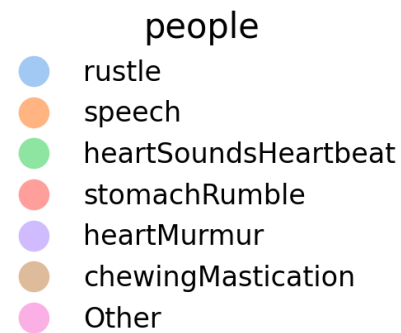 people
rustle
speech
heartSoundsHeartbeat
stomachRumble
heartMurmur
chewingMastication
Other